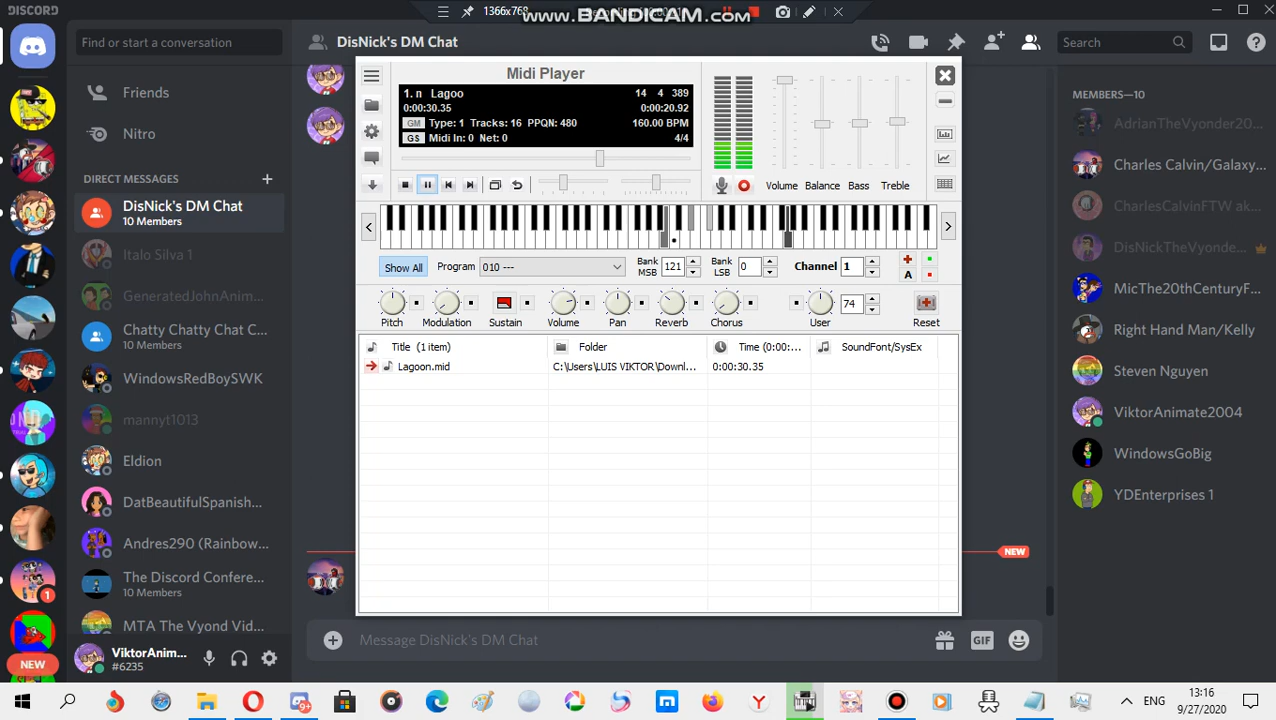 DISCORD
1366x768
www.BANDICAM.com
Find or start a conversation
DisNick's DM Chat
Search
Friends
Nitro
DIRECT MESSAGES
DisNick's DM Chat
10 Members
Italo Silva 1
GeneratedJohnAnim...
Chatty Chatty Chat C...
10 Members
WindowsRedBoySWK
mannyt1013
Eldion
DatBeautifulSpanish...
Andres290 (Rainbow...
The Discord Confere...
10 Members
MTA The Vyond Vid...
1
NEW
ViktorAnim...
#6235
Midi Player
1. n Lagoo 14 4 389
0:00:30.35 0:00:20.92
GM Type: 1 Tracks: 16 PPQN: 480 160.00 BPM
GS Midi In: 0 Net: 0 4/4
Volume Balance Bass Treble
Show All Program 010 --- Bank MSB 121 Bank LSB 0 Channel 1 A
Pitch Modulation Sustain Volume Pan Reverb Chorus User 74 Reset
Title (1 item) Folder Time (0:00:... SoundFont/SysEx
Lagoon.mid C:\Users\LUIS VIKTOR\Downl... 0:00:30.35
NEW
Message DisNick's DM Chat
GIF
MEMBERS—10
AdrianTheVyonder20...
Charles Calvin/Galaxy...
CharlesCalvinFTW ak...
DisNickTheVyonde...
MicThe20thCenturyF...
Right Hand Man/Kelly
Steven Nguyen
ViktorAnimate2004
WindowsGoBig
YDEnterprises 1
9+
ENG
13:16
9/27/2020